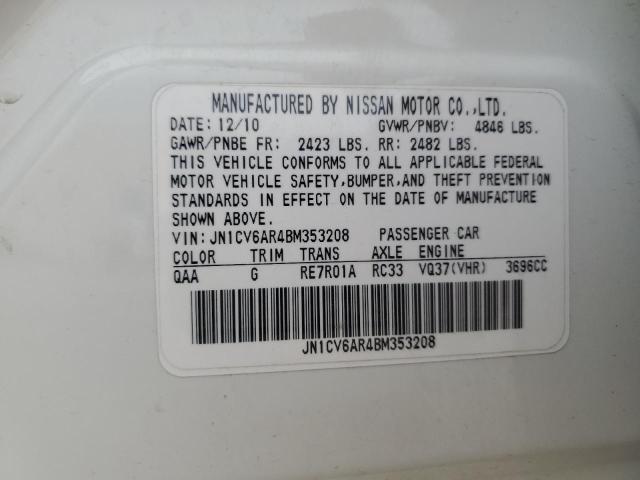 MANUFACTURED BY NISSAN MOTOR CO.,LTD.
DATE: 12/10 GVWR/PNBV: 4846 LBS.
GAWR/PNBE FR: 2423 LBS. RR: 2482 LBS.
THIS VEHICLE CONFORMS TO ALL APPLICABLE FEDERAL
MOTOR VEHICLE SAFETY,BUMPER,AND THEFT PREVENTION
STANDARDS IN EFFECT ON THE DATE OF MANUFACTURE
SHOWN ABOVE.
VIN: JN1CV6AR4BM353208 PASSENGER CAR
COLOR TRIM TRANS AXLE ENGINE
QAA G RE7R01A RC33 VQ37(VHR) 3696CC
JN1CV6AR4BM353208